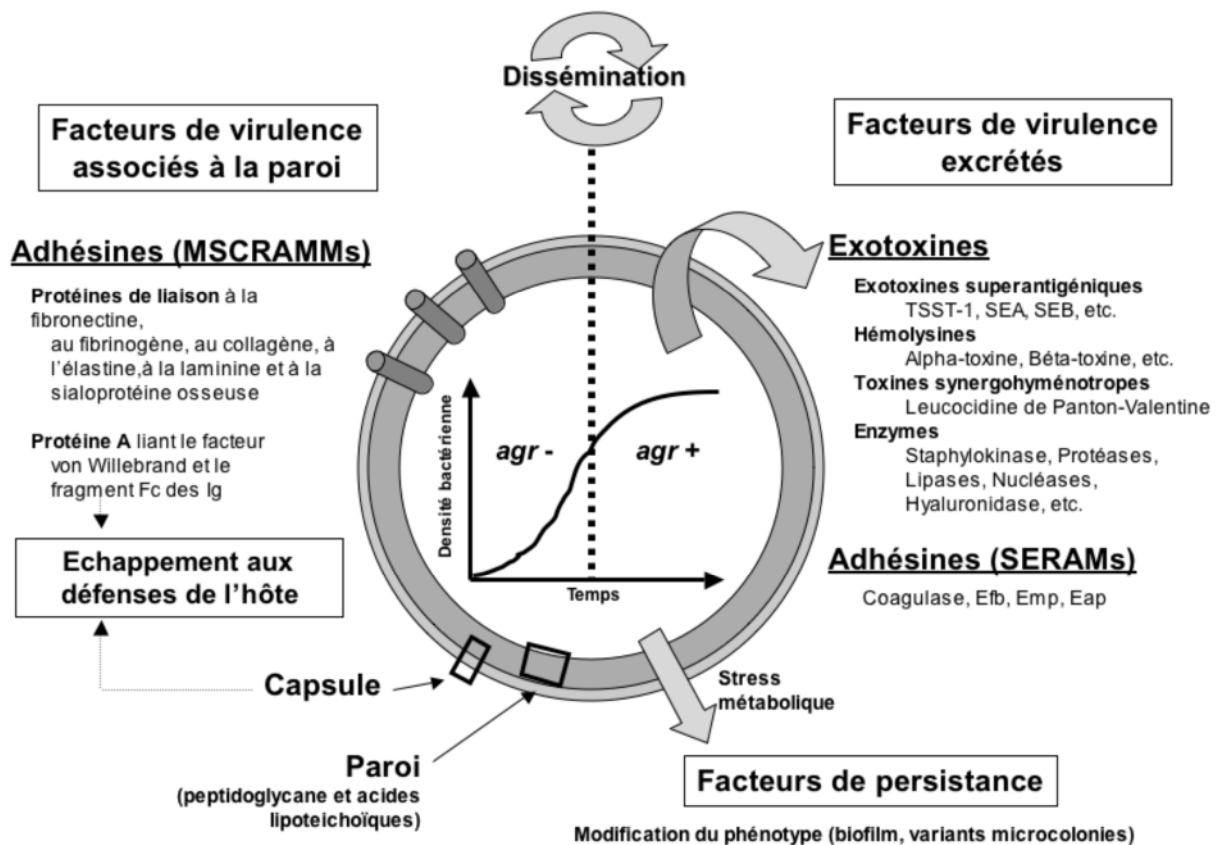 Dissémination
Facteurs de virulence
associés à la paroi
Adhésines (MSCRAMMs)
Protéines de liaison à la
fibronectine,
au fibrinogène, au collagène, à
l'élastine,à la laminine et à la
sialoprotéine osseuse
Protéine A liant le facteur
von Willebrand et le
fragment Fc des Ig
Echappement aux
défenses de l'hôte
Capsule
Paroi
(peptidoglycane et acides
lipoteichoïques)
Densité bactérienne
agr -
agr +
Temps
Facteurs de virulence
excrétés
Exotoxines
Exotoxines superantigéniques
TSST-1, SEA, SEB, etc.
Hémolysines
Alpha-toxine, Béta-toxine, etc.
Toxines synergohyménotropes
Leucocidine de Panton-Valentine
Enzymes
Staphylokinase, Protéases,
Lipases, Nucléases,
Hyaluronidase, etc.
Adhésines (SERAMs)
Coagulase, Efb, Emp, Eap
Stress
métabolique
Facteurs de persistance
Modification du phénotype (biofilm, variants microcolonies)